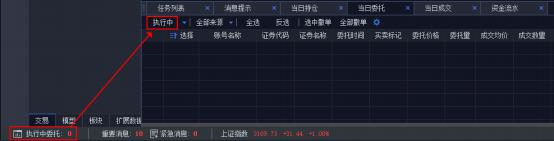 任务列表 消息提示 当日持仓 当日委托 当日成交 资金流水
执行中 全部来源 全选 反选 选中撤单 全部撤单
选择 账号名称 证券代码 证券名称 委托时间 买卖标记 委托价格 委托量 成交均价 成交数量
交易 模型 板块 扩展数据
执行中委托: 0 重要消息: 10 紧急消息: 0 上证指数 3169.73 +31.44 +1.00%